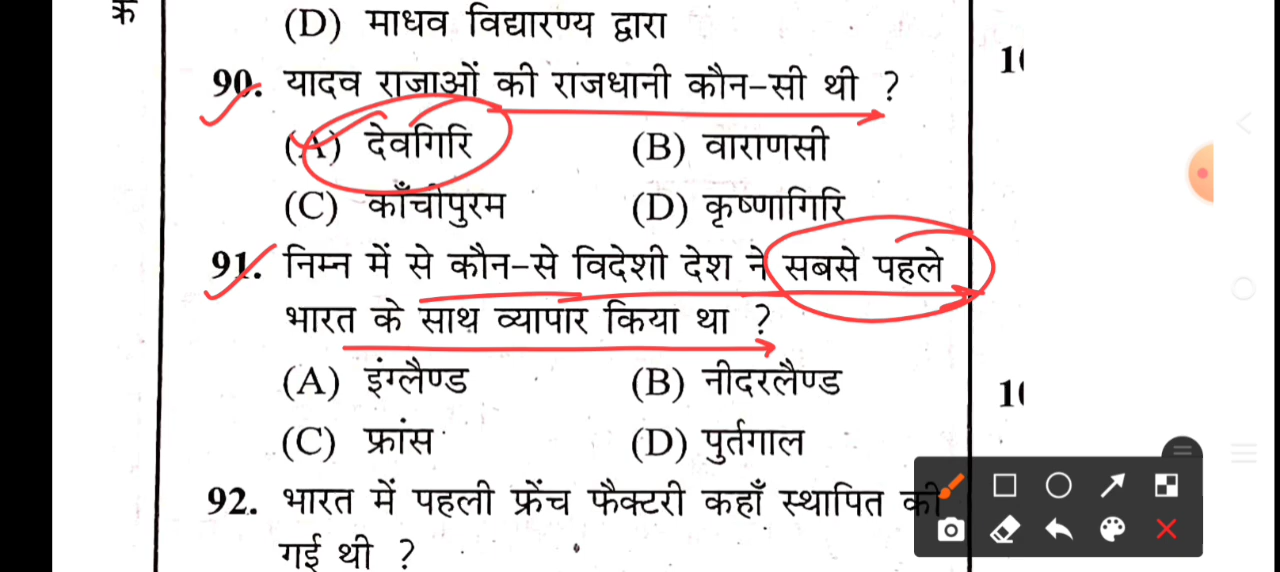 क
(D) माधव विद्यारण्य द्वारा
90. यादव राजाओं की राजधानी कौन-सी थी ?
(A) देवगिरि (B) वाराणसी
(C) काँचीपुरम (D) कृष्णागिरि
91. निम्न में से कौन-से विदेशी देश ने सबसे पहले
भारत के साथ व्यापार किया था ?
(A) इंग्लैण्ड (B) नीदरलैण्ड
(C) फ्रांस (D) पुर्तगाल
92. भारत में पहली फ्रेंच फैक्टरी कहाँ स्थापित की
गई थी ?